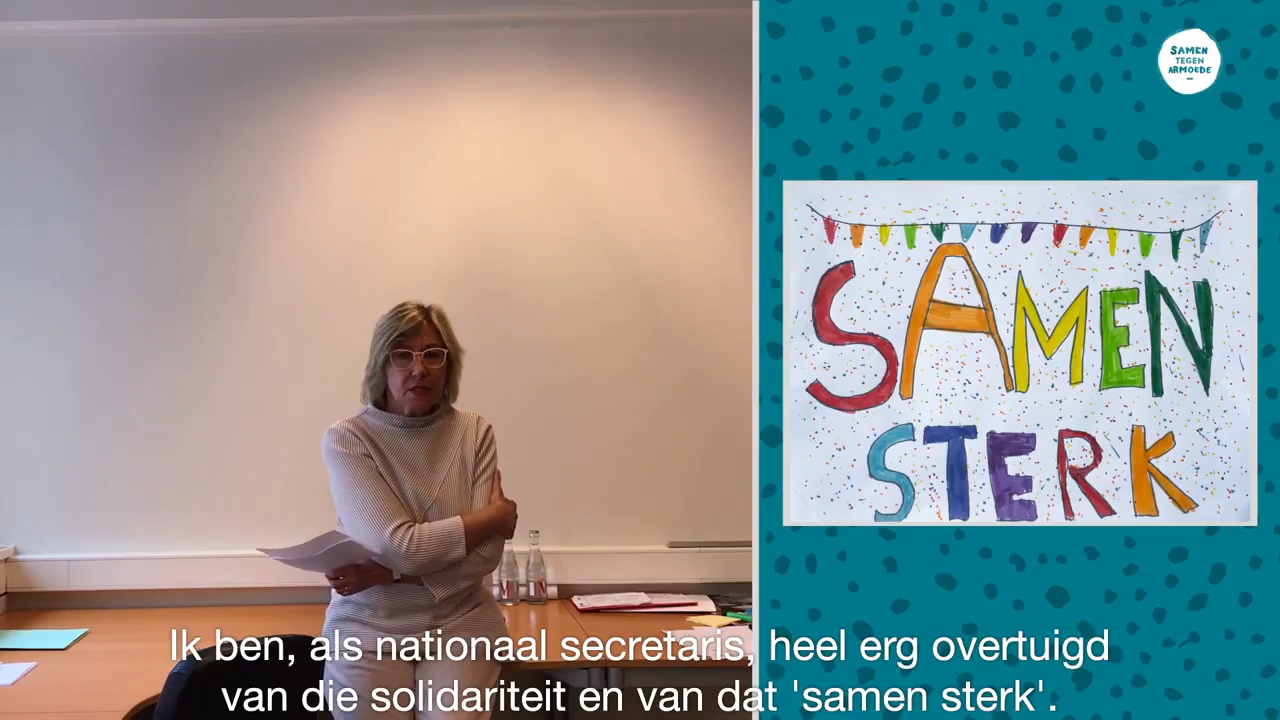 SAMEN
TEGEN
ARMOEDE
SAMEN
STERK
Ik ben, als nationaal secretaris, heel erg overtuigd
van die solidariteit en van dat 'samen sterk'.